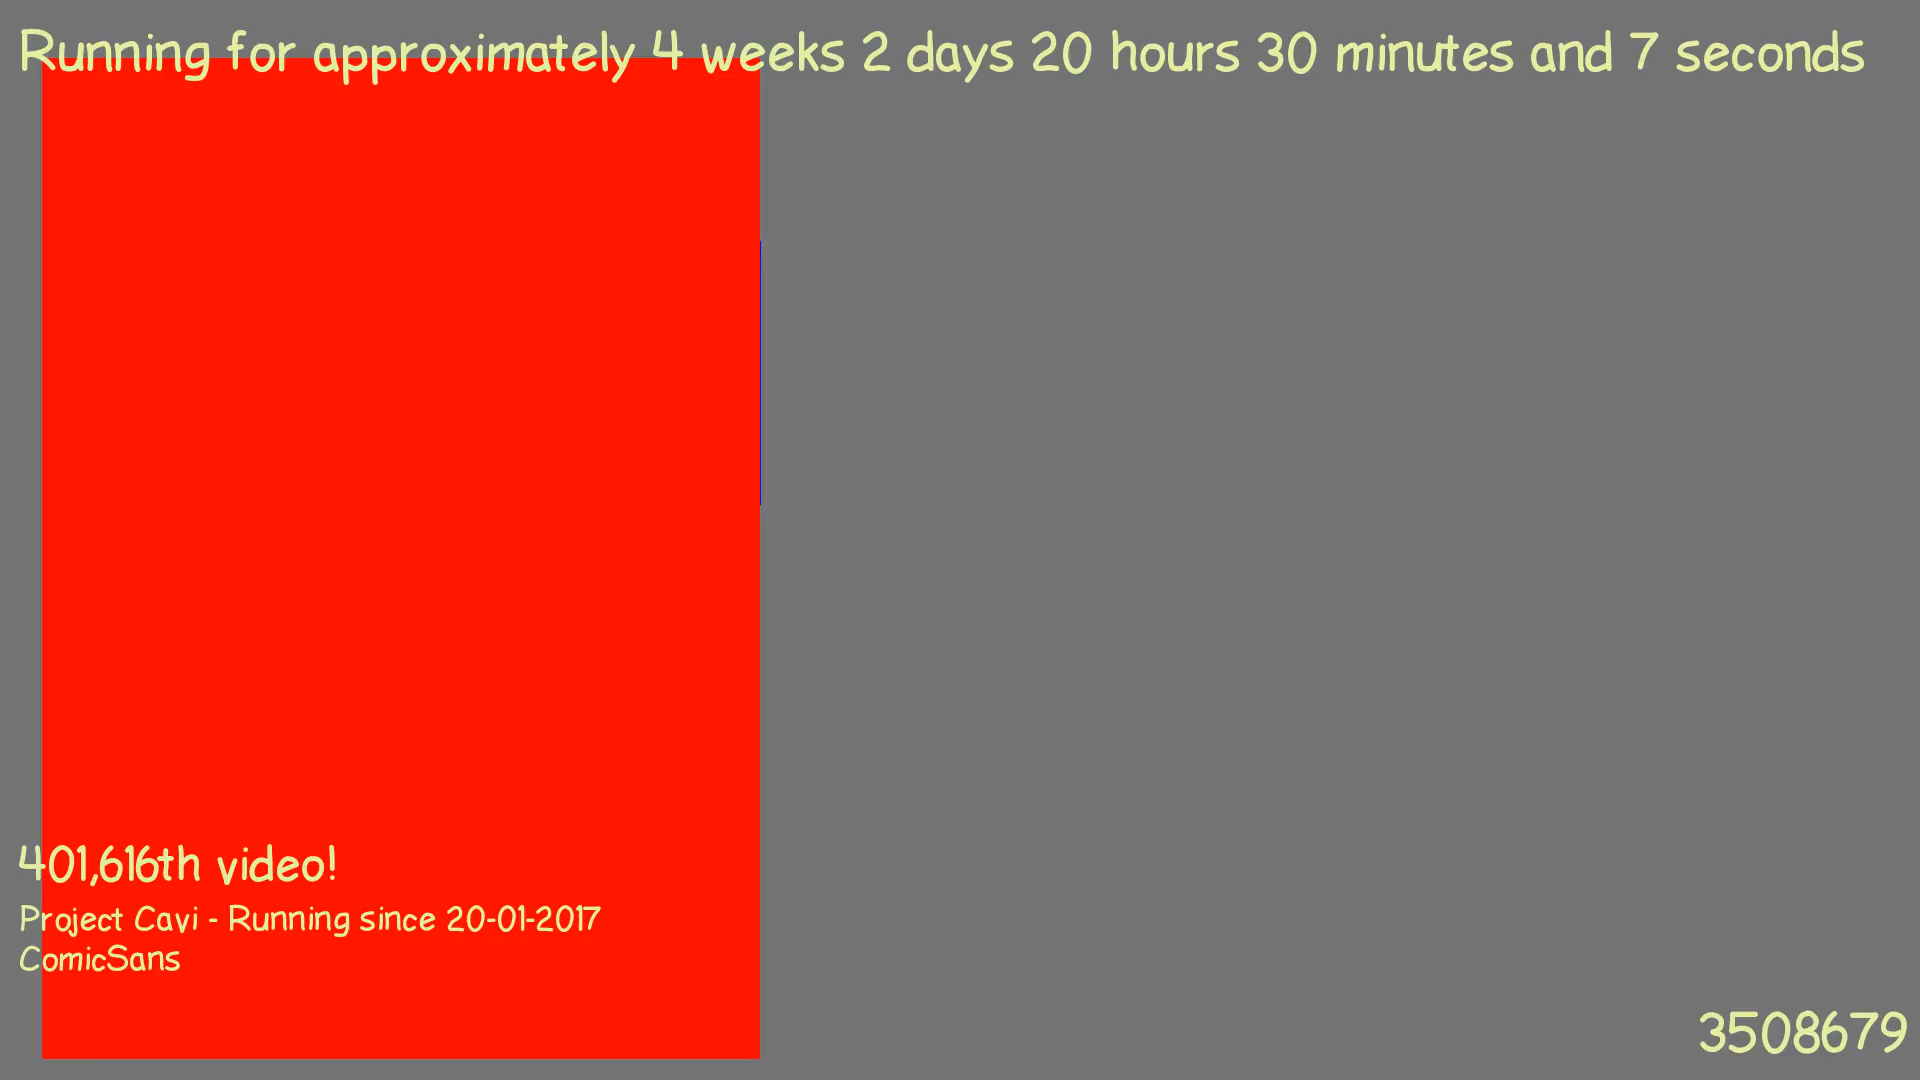 Running for approximately 4 weeks 2 days 20 hours 30 minutes and 7 seconds
401,616th video!
Project Cavi - Running since 20-01-2017
ComicSans
3508679